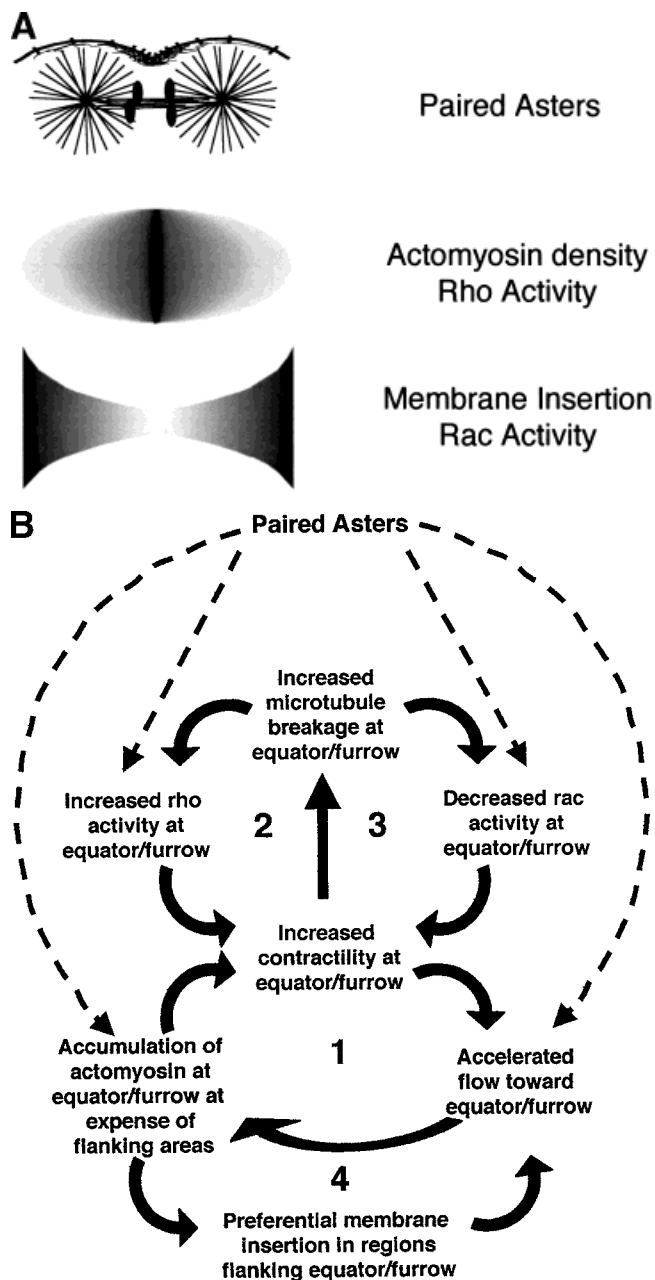 A
Paired Asters
Actomyosin density
Rho Activity
Membrane Insertion
Rac Activity
B
Paired Asters
Increased
microtubule
breakage at
equator/furrow
Increased rho
activity at
equator/furrow
2
3
Decreased rac
activity at
equator/furrow
Increased
contractility at
equator/furrow
1
Accumulation of
actomyosin at
equator/furrow at
expense of
flanking areas
Accelerated
flow toward
equator/furrow
4
Preferential membrane
insertion in regions
flanking equator/furrow